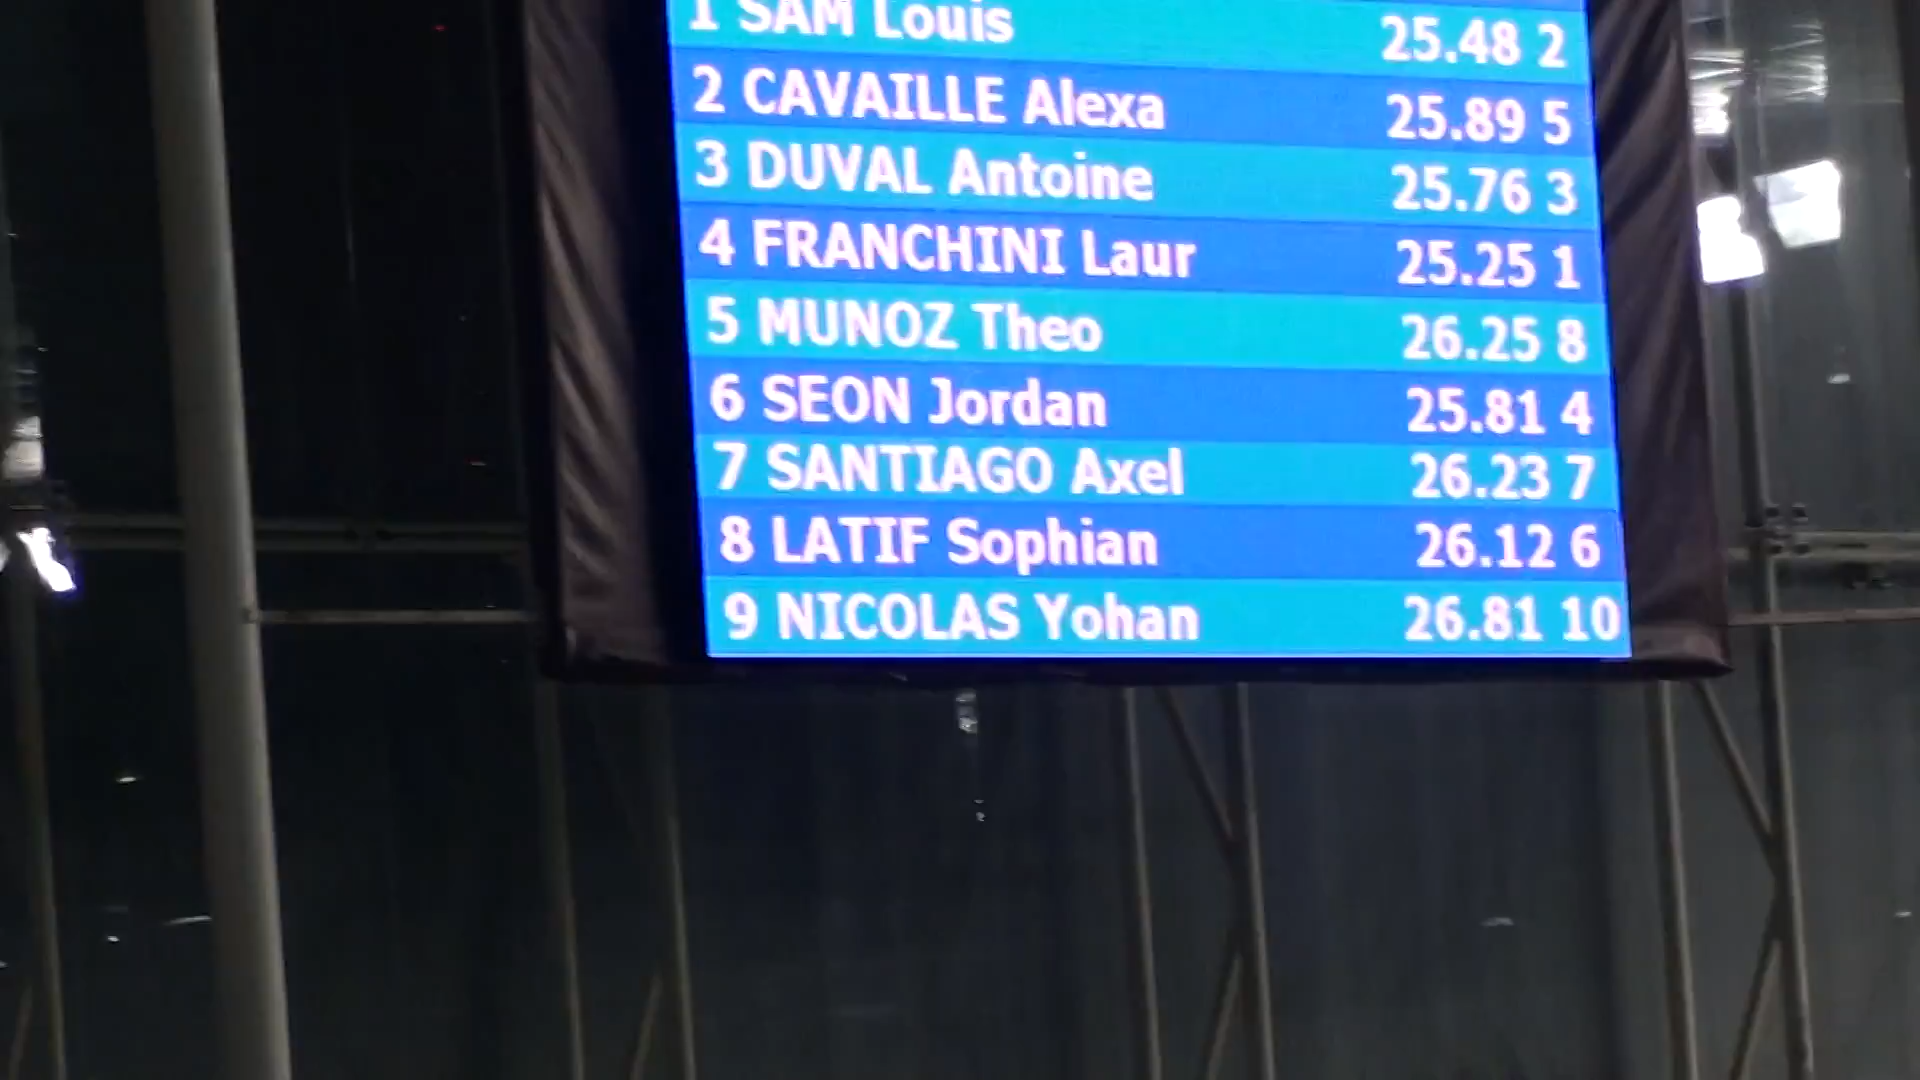 1 SAM Louis 25.48 2
2 CAVAILLE Alexa 25.89 5
3 DUVAL Antoine 25.76 3
4 FRANCHINI Laur 25.25 1
5 MUNOZ Theo 26.25 8
6 SEON Jordan 25.81 4
7 SANTIAGO Axel 26.23 7
8 LATIF Sophian 26.12 6
9 NICOLAS Yohan 26.81 10